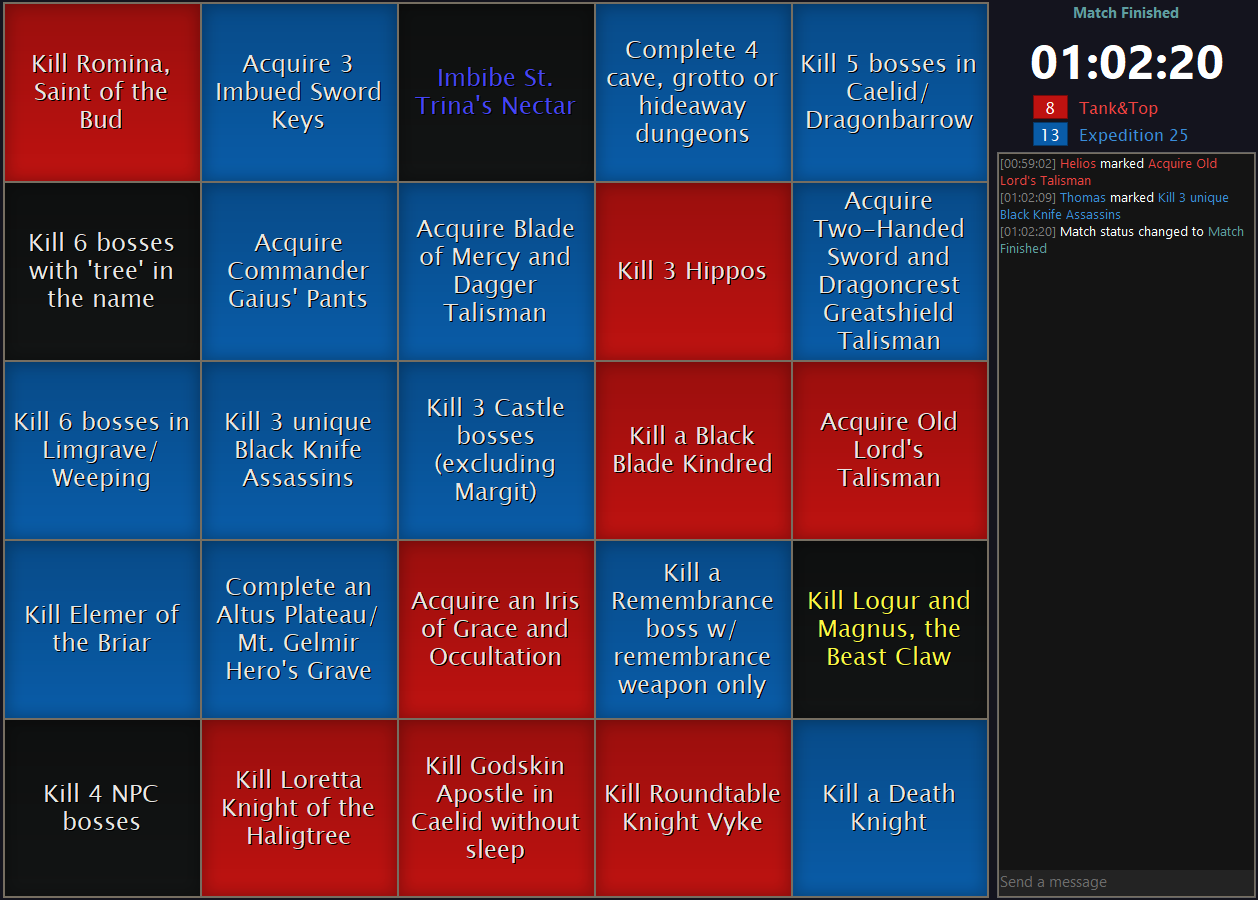 Kill Romina,
Saint of the
Bud
Acquire 3
Imbued Sword
Keys
Imbibe St.
Trina's Nectar
Complete 4
cave, grotto or
hideaway
dungeons
Kill 5 bosses in
Caelid/
Dragonbarrow
Kill 6 bosses
with 'tree' in
the name
Acquire
Commander
Gaius' Pants
Acquire Blade
of Mercy and
Dagger
Talisman
Kill 3 Hippos
Acquire
Two-Handed
Sword and
Dragoncrest
Greatshield
Talisman
Kill 6 bosses in
Limgrave/
Weeping
Kill 3 unique
Black Knife
Assassins
Kill 3 Castle
bosses
(excluding
Margit)
Kill a Black
Blade Kindred
Acquire Old
Lord's
Talisman
Kill Elemer of
the Briar
Complete an
Altus Plateau/
Mt. Gelmir
Hero's Grave
Acquire an Iris
of Grace and
Occultation
Kill a
Remembrance
boss w/
remembrance
weapon only
Kill Logur and
Magnus, the
Beast Claw
Kill 4 NPC
bosses
Kill Loretta
Knight of the
Haligtree
Kill Godskin
Apostle in
Caelid without
sleep
Kill Roundtable
Knight Vyke
Kill a Death
Knight
Match Finished
01:02:20
8 Tank&Top
13 Expedition 25
[00:59:02] Helios marked Acquire Old
Lord's Talisman
[01:02:09] Thomas marked Kill 3 unique
Black Knife Assassins
[01:02:20] Match status changed to Match
Finished
Send a message